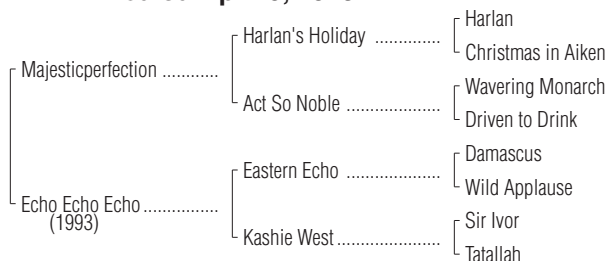 Harlan
Harlan's Holiday ..............
Christmas in Aiken
Majesticperfection ............
Wavering Monarch
Act So Noble .....................
Driven to Drink
Damascus
Eastern Echo .....................
Wild Applause
Echo Echo Echo ................
(1993)
Sir Ivor
Kashie West .......................
Tatallah